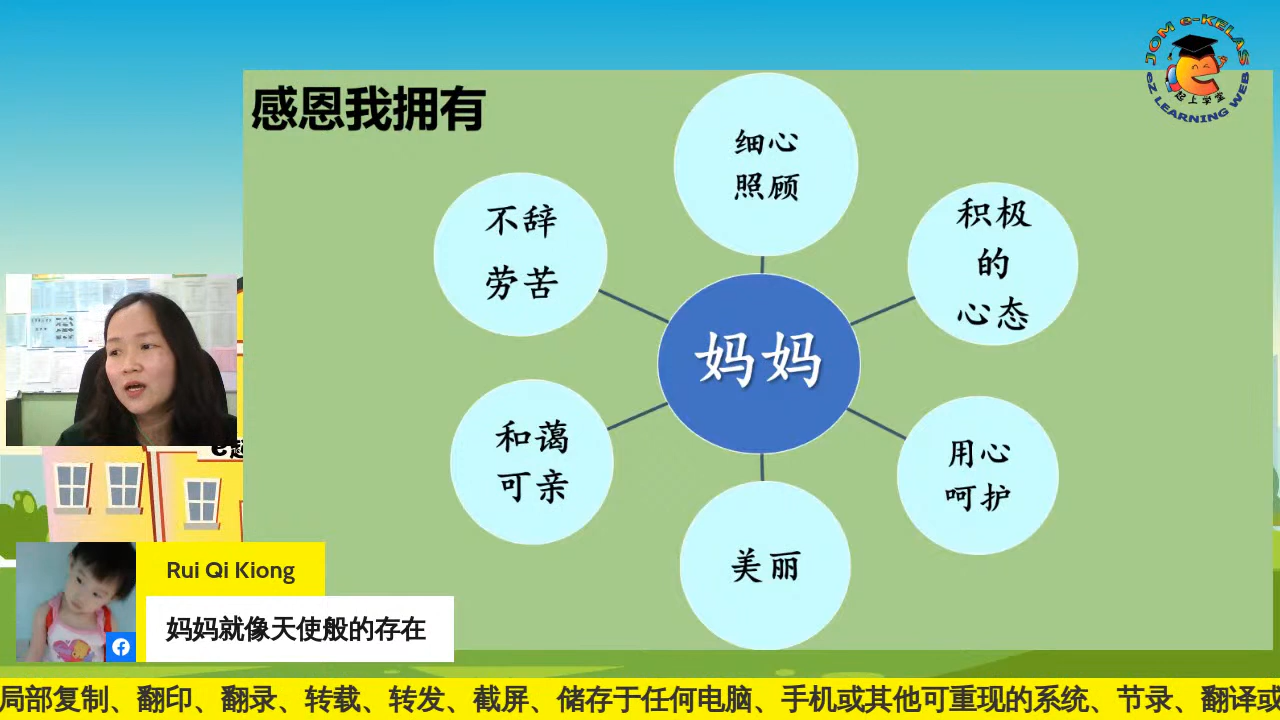 JOM e-KELAS
起上学堂
eZ LEARNING WEB
感恩我拥有
细心
照顾
不辞
劳苦
积极
的
心态
妈妈
和蔼
可亲
用心
呵护
美丽
Rui Qi Kiong
妈妈就像天使般的存在
局部复制、翻印、翻录、转载、转发、截屏、储存于任何电脑、手机或其他可重现的系统、节录、翻译或